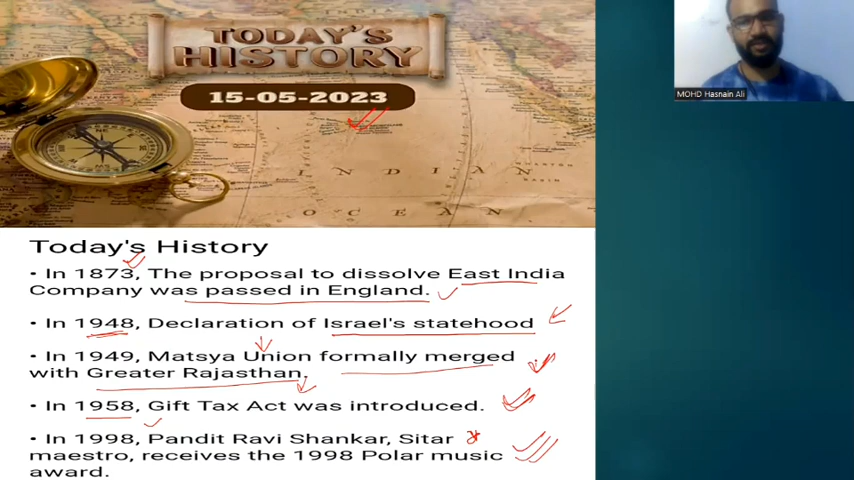 TODAY'S
HISTORY
15-05-2023
MOHD Hasnain Ali
INDIAN
OCEAN
Today's History
• In 1873, The proposal to dissolve East India
Company was passed in England.
• In 1948, Declaration of Israel's statehood
• In 1949, Matsya Union formally merged
with Greater Rajasthan.
• In 1958, Gift Tax Act was introduced.
• In 1998, Pandit Ravi Shankar, Sitar
maestro, receives the 1998 Polar music
award.